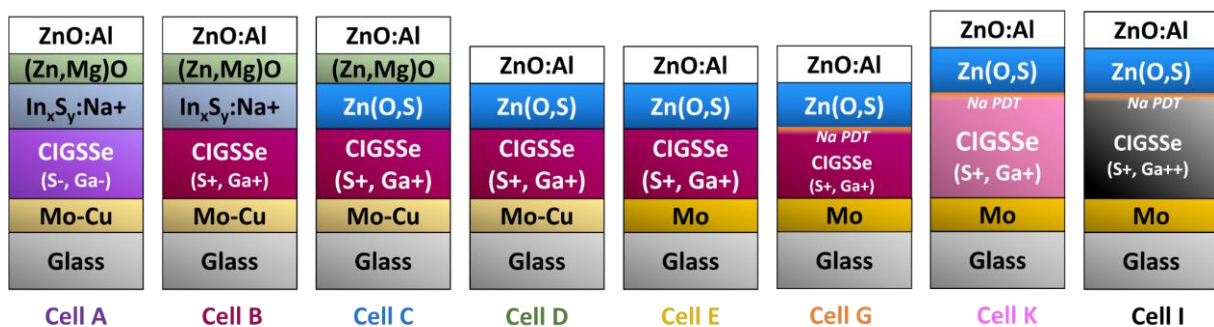 ZnO:Al
(Zn,Mg)O
InxSy:Na+
CIGSSe
(S-, Ga-)
Mo-Cu
Glass
Cell A
ZnO:Al
(Zn,Mg)O
InxSy:Na+
CIGSSe
(S+, Ga+)
Mo-Cu
Glass
Cell B
ZnO:Al
(Zn,Mg)O
Zn(O,S)
CIGSSe
(S+, Ga+)
Mo-Cu
Glass
Cell C
ZnO:Al
Zn(O,S)
CIGSSe
(S+, Ga+)
Mo-Cu
Glass
Cell D
ZnO:Al
Zn(O,S)
CIGSSe
(S+, Ga+)
Mo
Glass
Cell E
ZnO:Al
Zn(O,S)
Na PDT
CIGSSe
(S+, Ga+)
Mo
Glass
Cell G
ZnO:Al
Zn(O,S)
Na PDT
CIGSSe
(S+, Ga+)
Mo
Glass
Cell K
ZnO:Al
Zn(O,S)
Na PDT
CIGSSe
(S+, Ga++)
Mo
Glass
Cell I